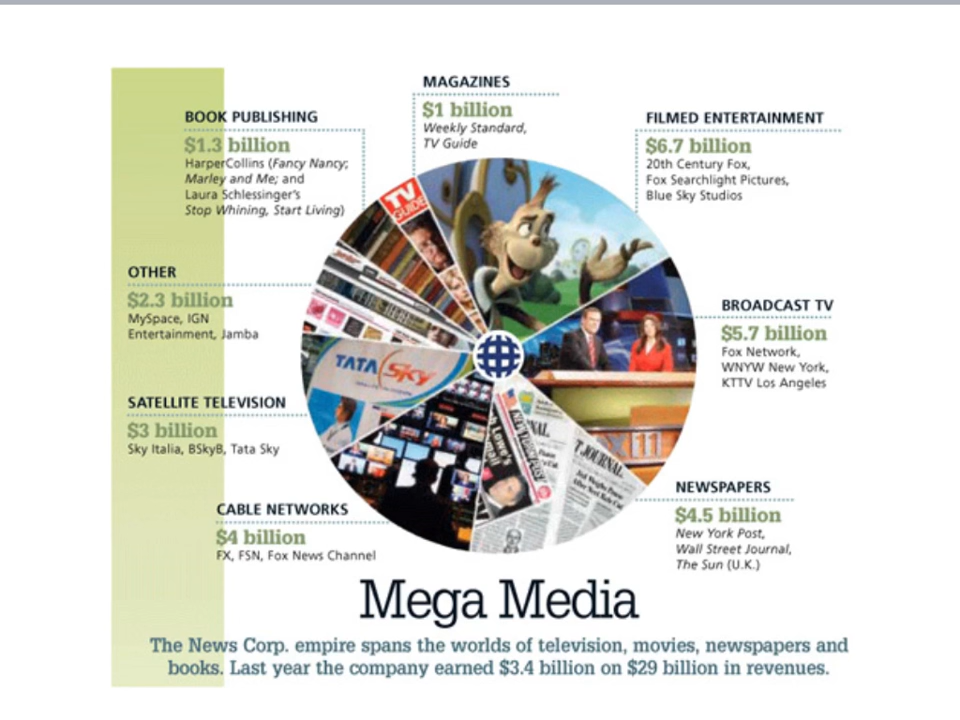 MAGAZINES
$1 billion
Weekly Standard,
TV Guide
BOOK PUBLISHING
$1.3 billion
HarperCollins (Fancy Nancy;
Marley and Me; and
Laura Schlessinger's
Stop Whining, Start Living)
FILMED ENTERTAINMENT
$6.7 billion
20th Century Fox,
Fox Searchlight Pictures,
Blue Sky Studios
TV
GUIDE
OTHER
$2.3 billion
MySpace, IGN
Entertainment, Jamba
BROADCAST TV
$5.7 billion
Fox Network,
WNYW New York,
KTTV Los Angeles
TATA
Sky
SATELLITE TELEVISION
$3 billion
Sky Italia, BSkyB, Tata Sky
11
JOURNAL
NEWSPAPERS
$4.5 billion
New York Post,
Wall Street Journal,
The Sun (U.K.)
CABLE NETWORKS
$4 billion
FX, FSN, Fox News Channel
Mega Media
The News Corp. empire spans the worlds of television, movies, newspapers and
books. Last year the company earned $3.4 billion on $29 billion in revenues.